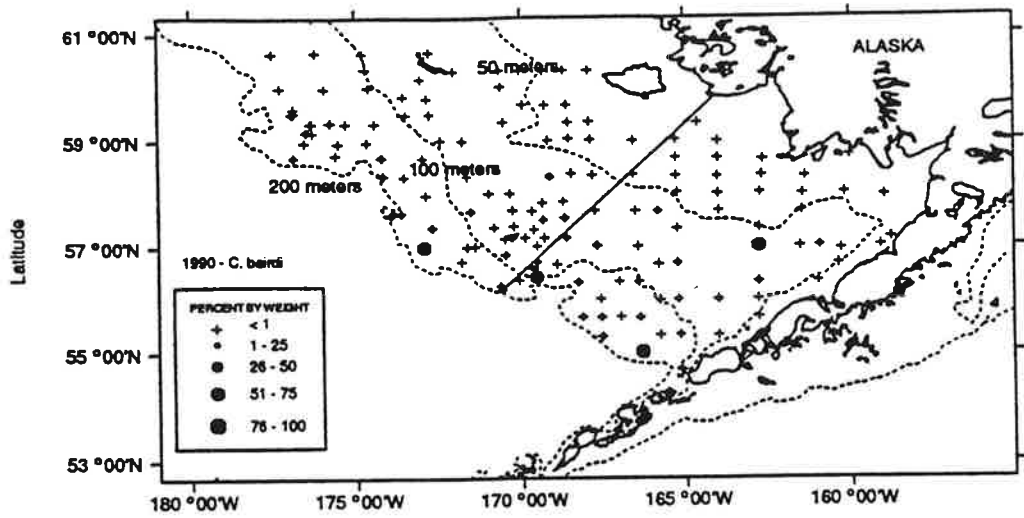 61 °00'N
59 °00'N
57 °00'N
55 °00'N
53 °00'N
Latitude
ALASKA
50 meters
100 meters
200 meters
1990 - C. bairdi
PERCENT BY WEIGHT
< 1
1 - 25
26 - 50
51 - 75
76 - 100
180 °00'W
175 °00'W
170 °00'W
165 °00'W
160 °00'W